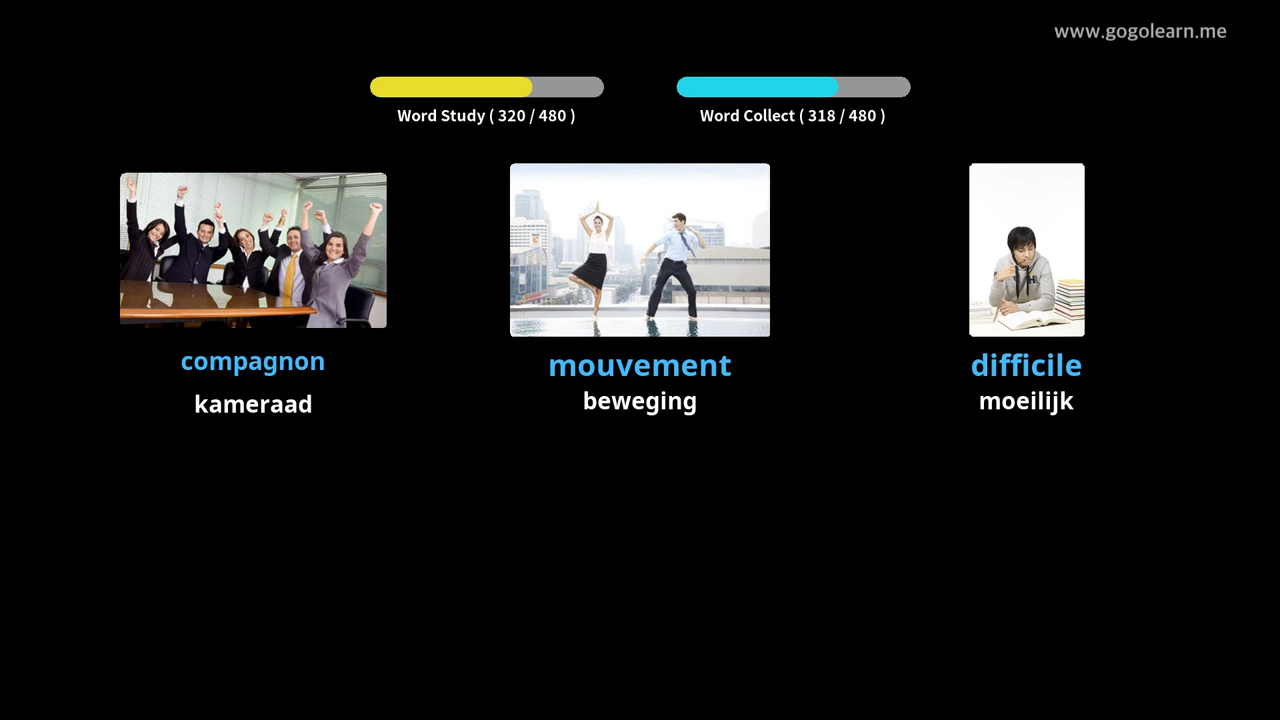 www.gogolearn.me
Word Study ( 320 / 480 )
Word Collect ( 318 / 480 )
compagnon
kameraad
mouvement
beweging
difficile
moeilijk